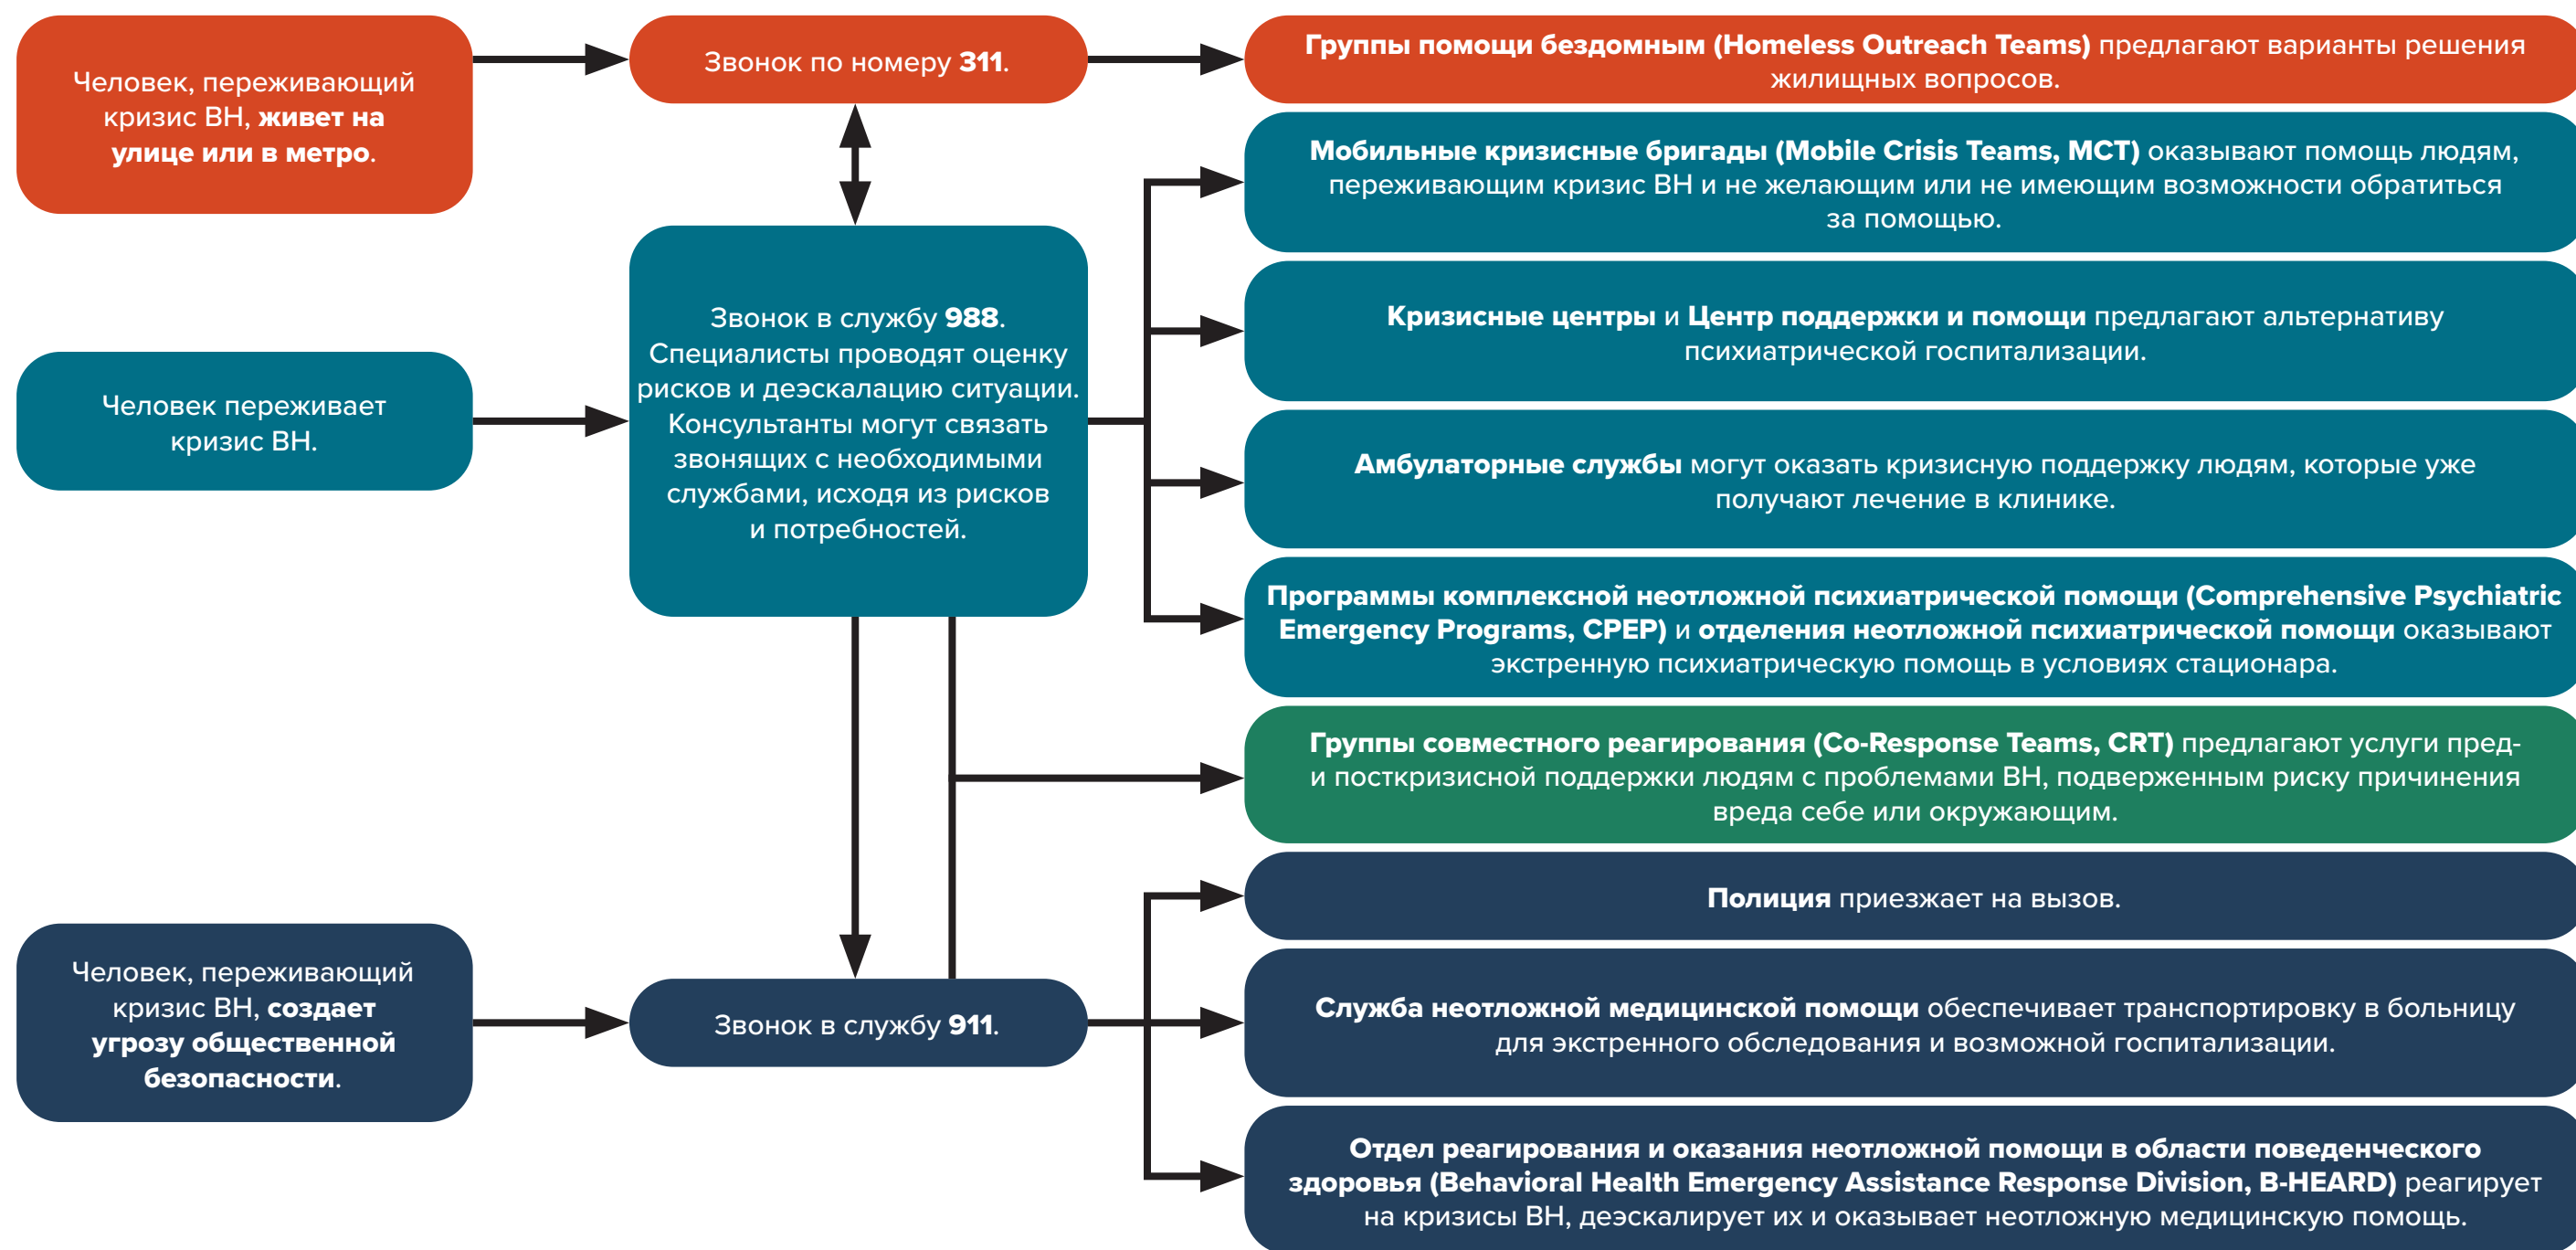 Человек, переживающий
кризис BH, живет на
улице или в метро.
Звонок по номеру 311.
Группы помощи бездомным (Homeless Outreach Teams) предлагают варианты решения
жилищных вопросов.
Мобильные кризисные бригады (Mobile Crisis Teams, MCT) оказывают помощь людям,
переживающим кризис BH и не желающим или не имеющим возможности обратиться
за помощью.
Человек переживает
кризис BH.
Звонок в службу 988.
Специалисты проводят оценку
рисков и деэскалацию ситуации.
Консультанты могут связать
звонящих с необходимыми
службами, исходя из рисков
и потребностей.
Кризисные центры и Центр поддержки и помощи предлагают альтернативу
психиатрической госпитализации.
Амбулаторные службы могут оказать кризисную поддержку людям, которые уже
получают лечение в клинике.
Программы комплексной неотложной психиатрической помощи (Comprehensive Psychiatric
Emergency Programs, CPEP) и отделения неотложной психиатрической помощи оказывают
экстренную психиатрическую помощь в условиях стационара.
Группы совместного реагирования (Co-Response Teams, CRT) предлагают услуги пред-
и посткризисной поддержки людям с проблемами BH, подверженным риску причинения
вреда себе или окружающим.
Человек, переживающий
кризис BH, создает
угрозу общественной
безопасности.
Звонок в службу 911.
Полиция приезжает на вызов.
Служба неотложной медицинской помощи обеспечивает транспортировку в больницу
для экстренного обследования и возможной госпитализации.
Отдел реагирования и оказания неотложной помощи в области поведенческого
здоровья (Behavioral Health Emergency Assistance Response Division, B-HEARD) реагирует
на кризисы BH, деэскалирует их и оказывает неотложную медицинскую помощь.